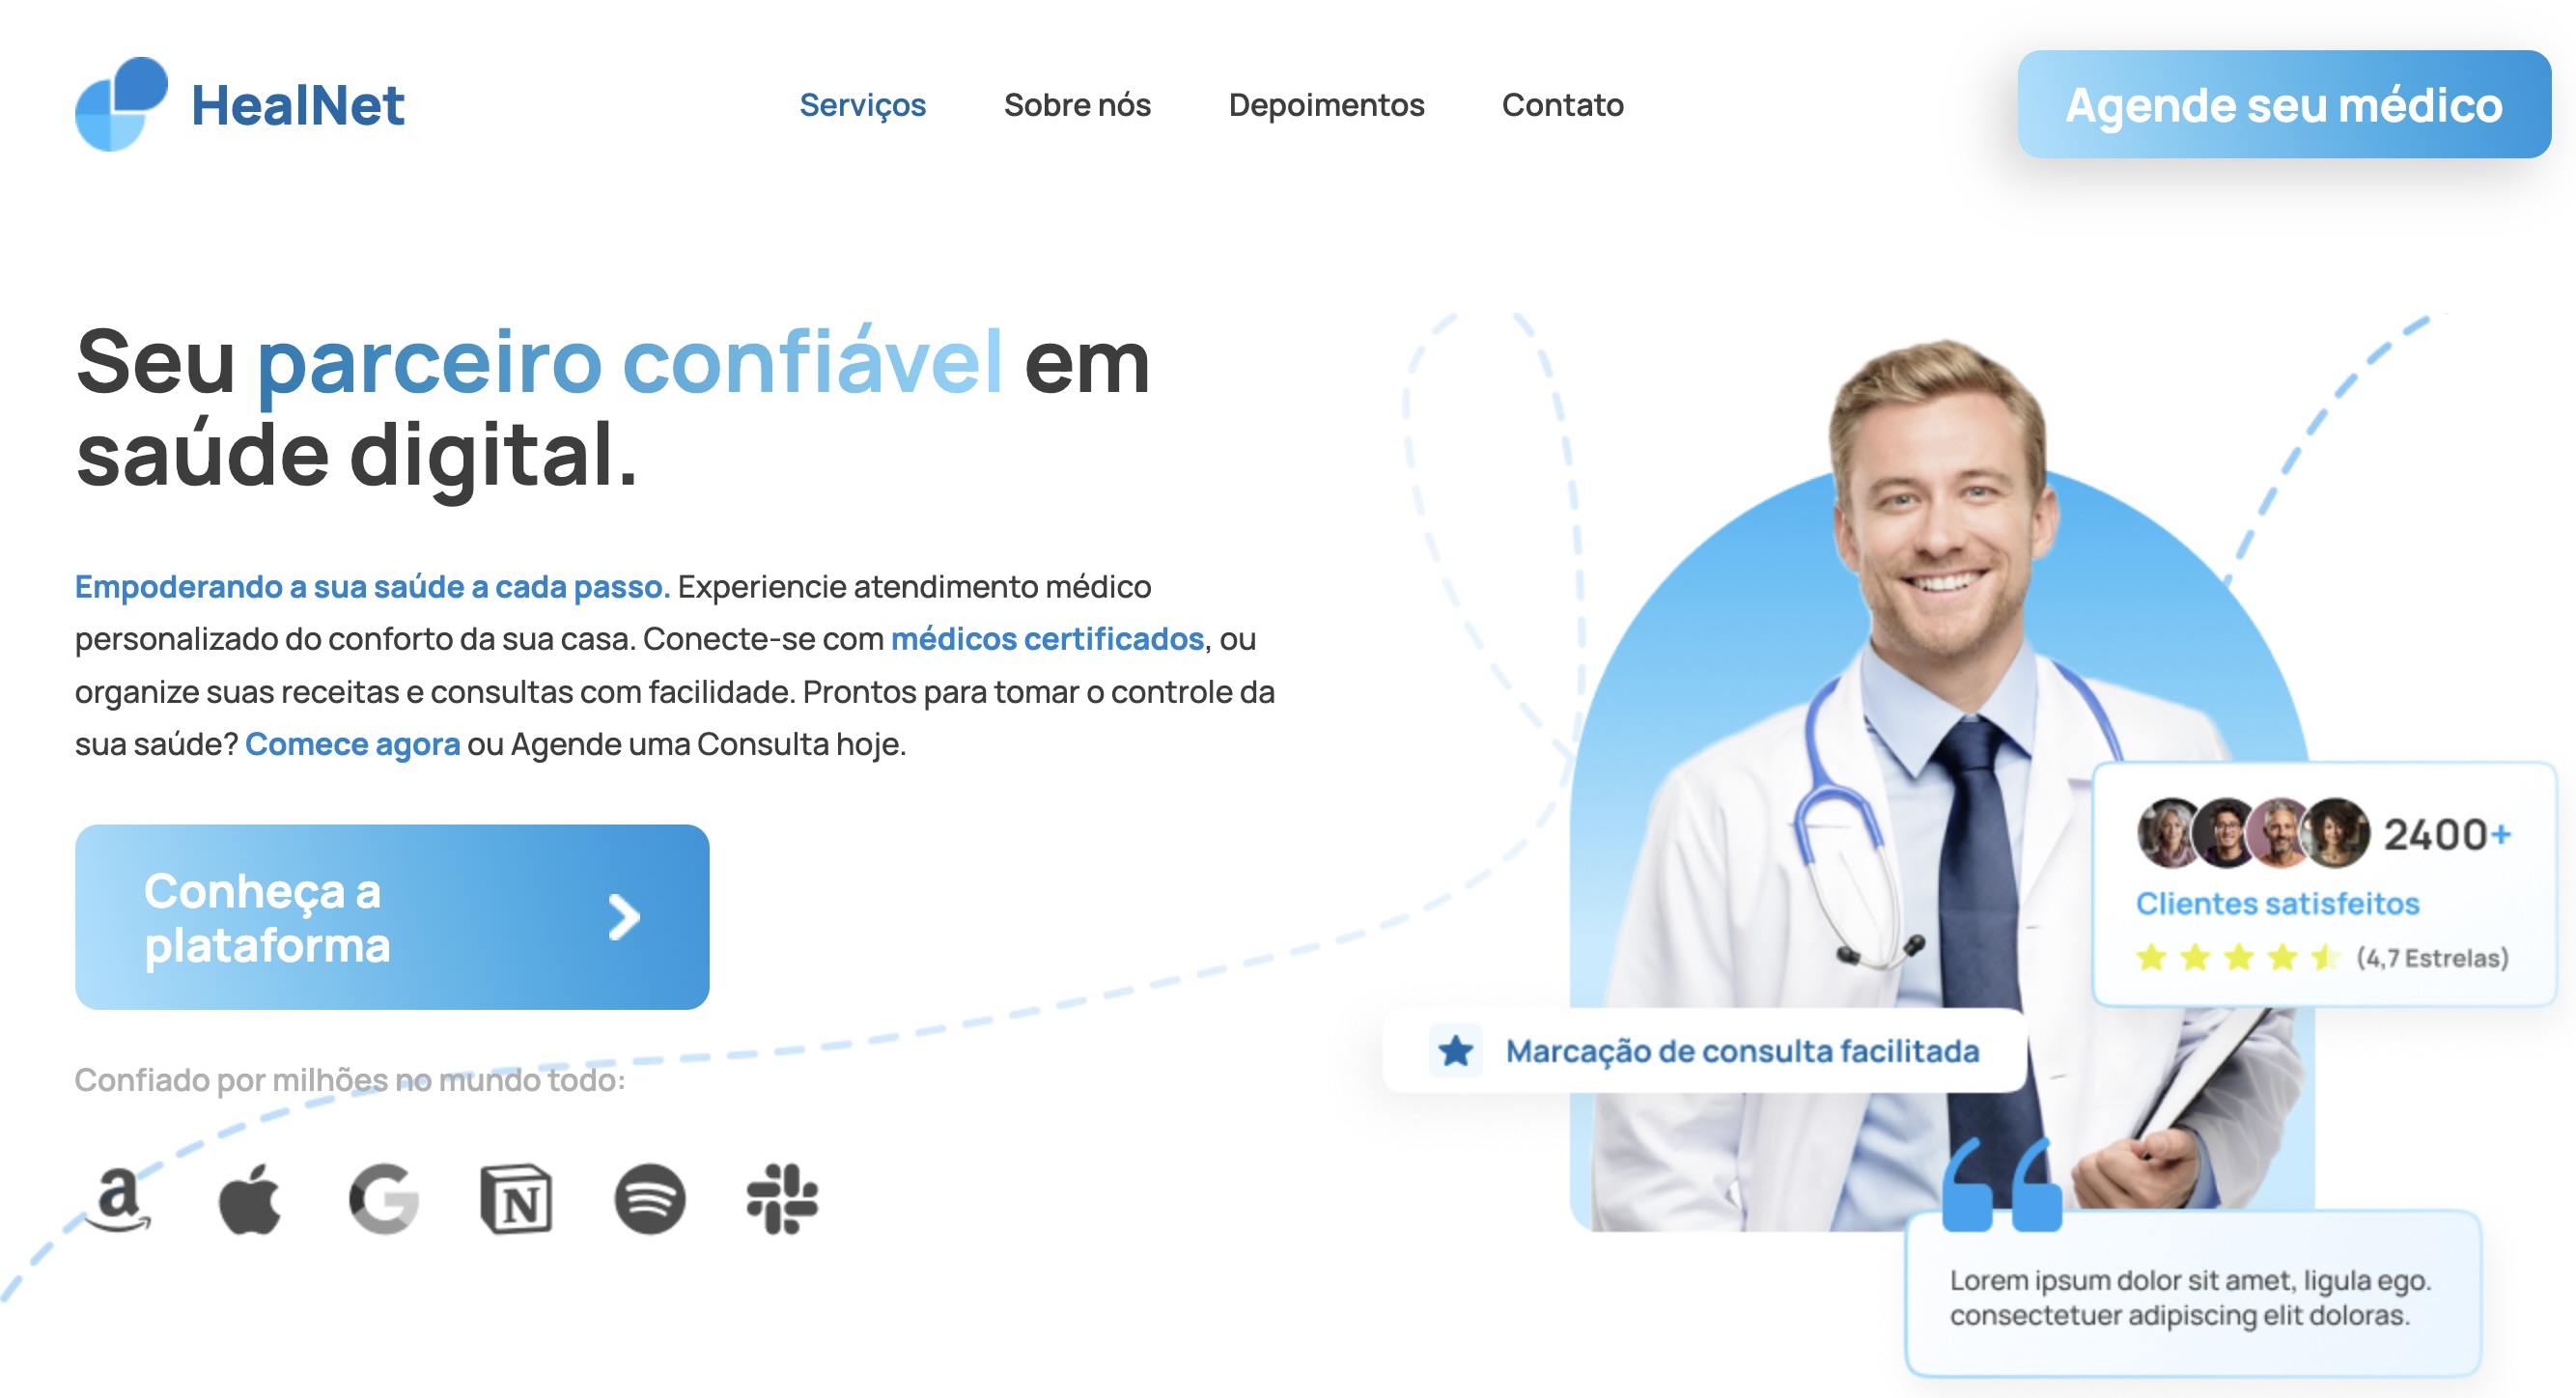 HealNet
Serviços
Sobre nós
Depoimentos
Contato
Agende seu médico
Seu parceiro confiável em
saúde digital.
Empoderando a sua saúde a cada passo. Experiencie atendimento médico
personalizado do conforto da sua casa. Conecte-se com médicos certificados, ou
organize suas receitas e consultas com facilidade. Prontos para tomar o controle da
sua saúde? Comece agora ou Agende uma Consulta hoje.
Conheça a
plataforma
Confiado por milhões no mundo todo:
2400+
Clientes satisfeitos
(4,7 Estrelas)
Marcação de consulta facilitada
Lorem ipsum dolor sit amet, ligula ego.
consectetuer adipiscing elit doloras.